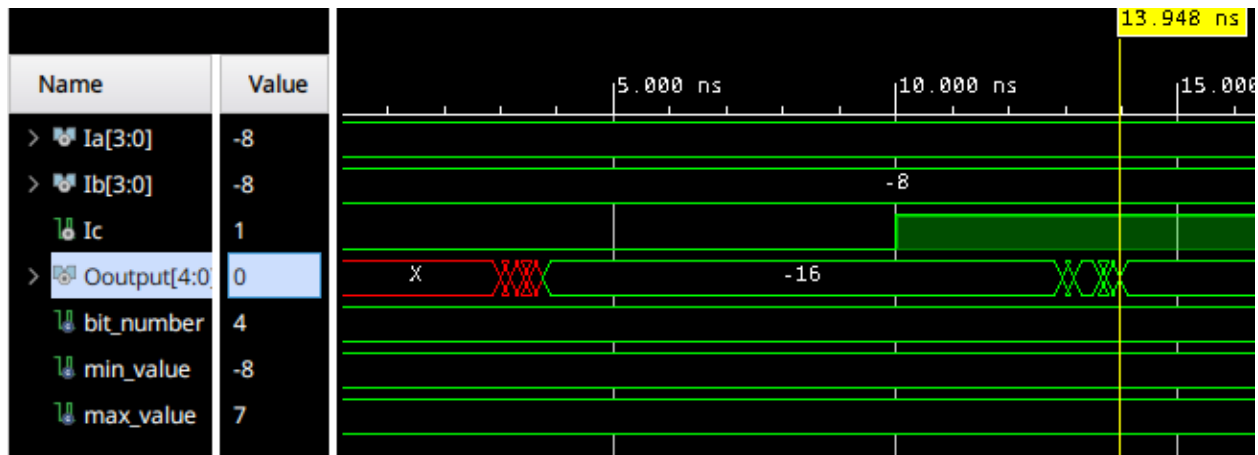 13.948 ns
Name Value
5.000 ns 10.000 ns 15.000
Ia[3:0] -8
Ib[3:0] -8 -8
Ic 1
Ooutput[4:0] 0 X -16
bit_number 4
min_value -8
max_value 7